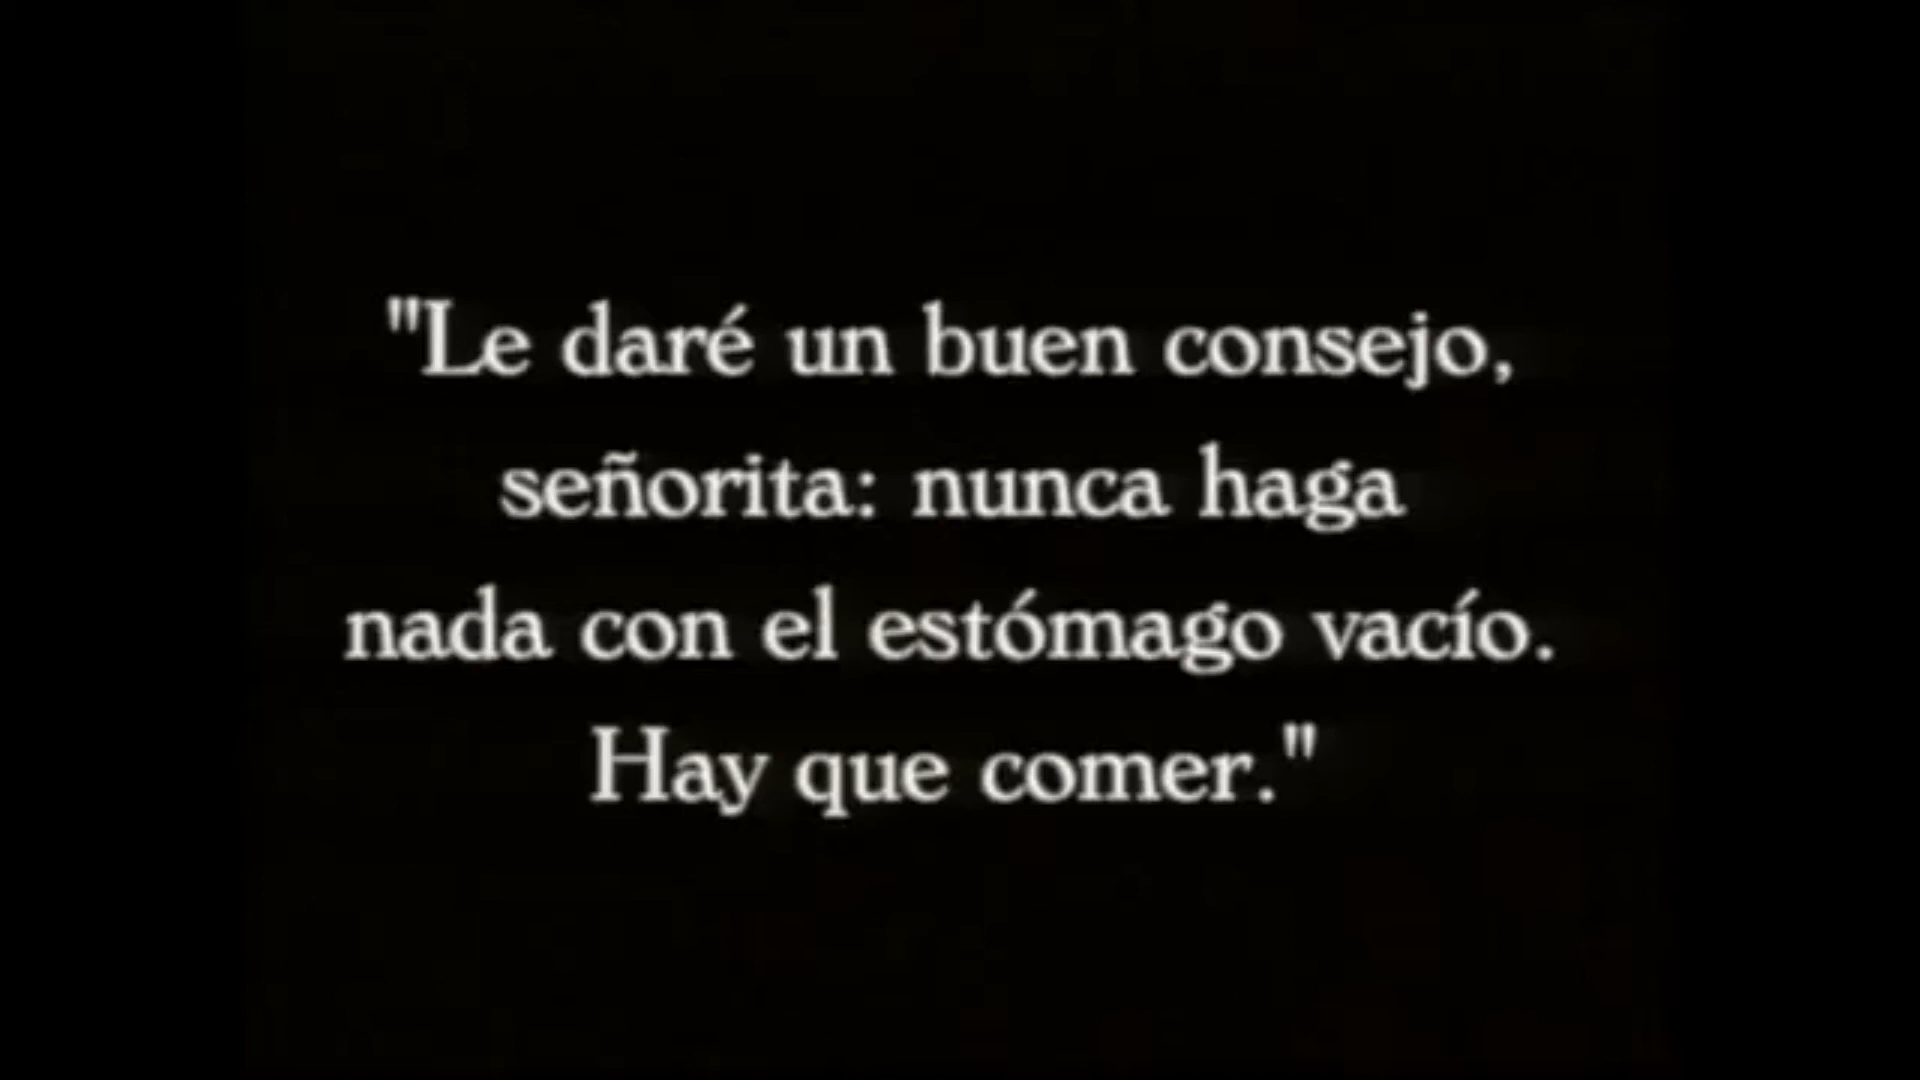 "Le daré un buen consejo,
señorita: nunca haga
nada con el estómago vacío.
Hay que comer."